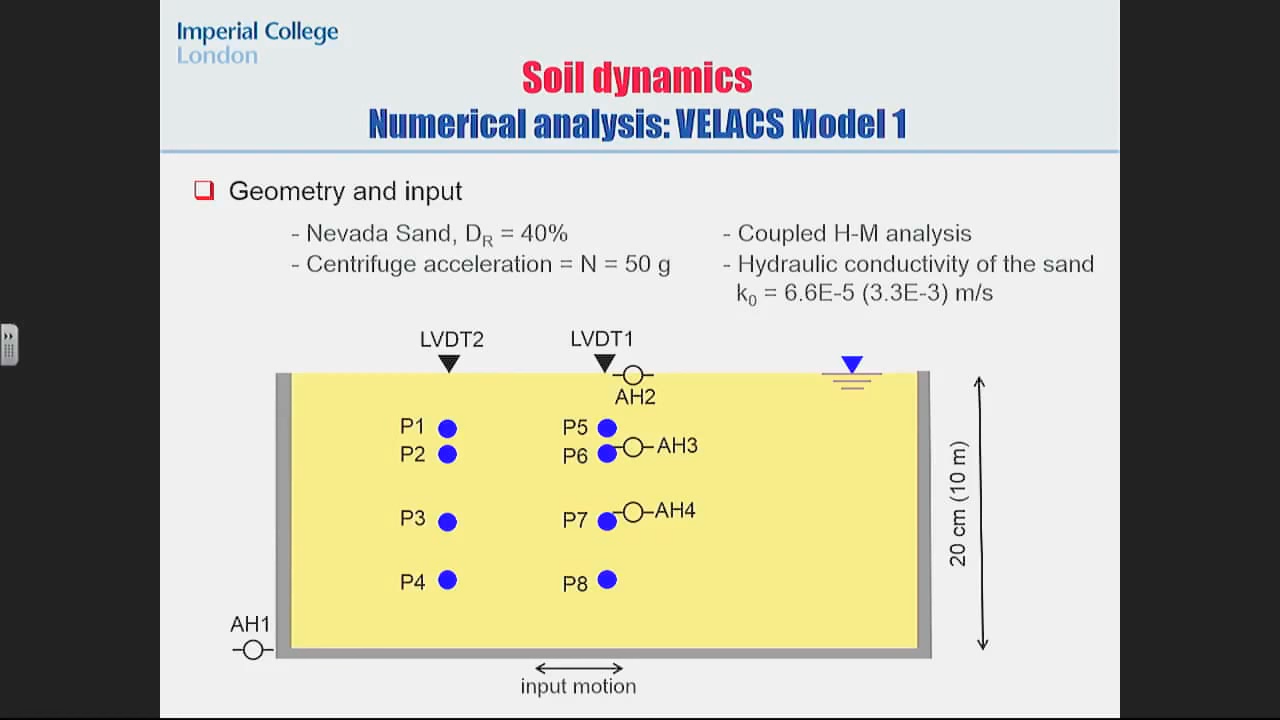 Imperial College
London
Soil dynamics
Numerical analysis: VELACS Model 1
Geometry and input
- Nevada Sand, D_R = 40%
- Centrifuge acceleration = N = 50 g
- Coupled H-M analysis
- Hydraulic conductivity of the sand
k_0 = 6.6E-5 (3.3E-3) m/s
LVDT2
LVDT1
AH2
P1
P5
AH3
P2
P6
P3
P7
AH4
P4
P8
20 cm (10 m)
AH1
input motion